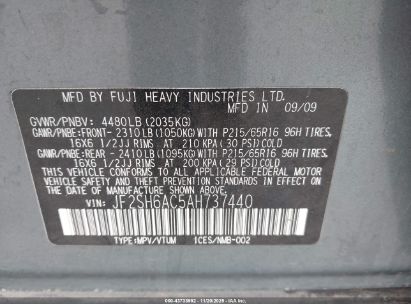 MFD BY FUJI HEAVY INDUSTRIES LTD.
MFD IN 09/09
GVWR/PNBV: 4480LB (2035KG)
GAWR/PNBE:FRONT- 2310LB (1050KG) WITH P215/65R16 96H TIRES,
16X6 1/2JJ RIMS AT 210 KPA (30 PSI) COLD
GAWR/PNBE:REAR - 2410LB (1095KG) WITH P215/65R16 96H TIRES,
16X6 1/2JJ RIMS AT 200 KPA (29 PSI) COLD
THIS VEHICLE CONFORMS TO ALL APPLICABLE FEDERAL MOTOR
VEHICLE SAFETY, BUMPER, AND THEFT PREVENTION
STANDARDS IN EFFECT ON THE DATE OF
MANUFACTURE SHOWN ABOVE.
VIN: JF2SH6AC5AH737440
TYPE:MPV/VTUM ICES/NMB-002